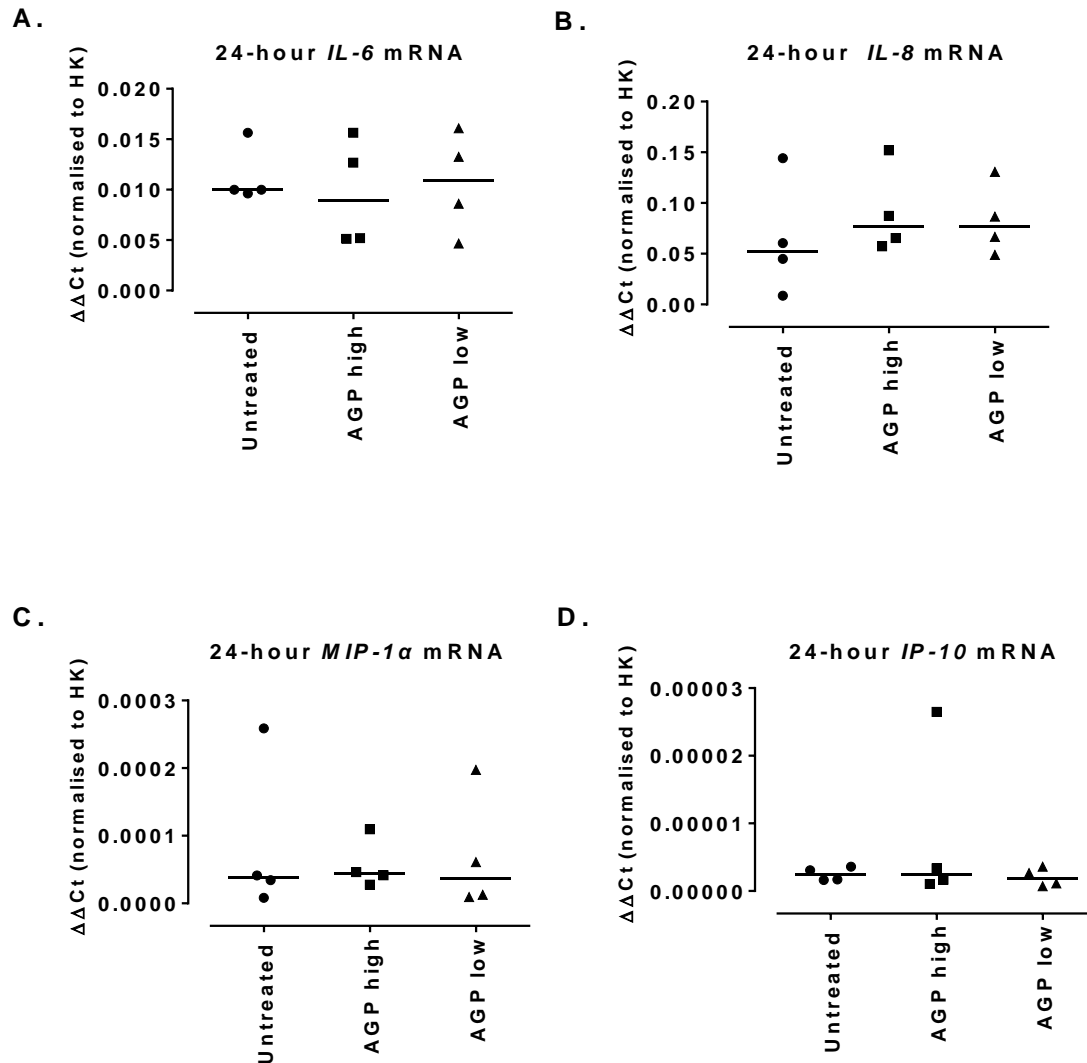 A.
24-hour IL-6 mRNA
ΔΔCt (normalised to HK)
0.020
0.015
0.010
0.005
0.000
Untreated
AGP high
AGP low
B.
24-hour IL-8 mRNA
ΔΔCt (normalised to HK)
0.20
0.15
0.10
0.05
0.00
Untreated
AGP high
AGP low
C.
24-hour MIP-1α mRNA
ΔΔCt (normalised to HK)
0.0003
0.0002
0.0001
0.0000
Untreated
AGP high
AGP low
D.
24-hour IP-10 mRNA
ΔΔCt (normalised to HK)
0.00003
0.00002
0.00001
0.00000
Untreated
AGP high
AGP low